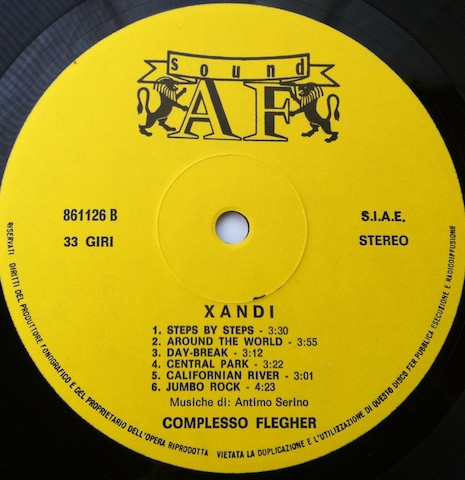 Sound
AF
861126 B
S.I.A.E.
33 GIRI
STEREO
XANDI
1. STEPS BY STEPS - 3:30
2. AROUND THE WORLD - 3:55
3. DAY-BREAK - 3:12
4. CENTRAL PARK - 3:22
5. CALIFORNIAN RIVER - 3:01
6. JUMBO ROCK - 4:23
Musiche di: Antimo Serino
COMPLESSO FLEGHER
RISERVATI DIRITTI DEL PRODUTTORE FONOGRAFICO E DEL PROPRIETARIO DELL'OPERA RIPRODOTTA VIETATA LA DUPLICAZIONE E L'UTILIZZAZIONE DI QUESTO DISCO PER PUBBLICA ESECUZIONE E RADIODIFFUSIONE